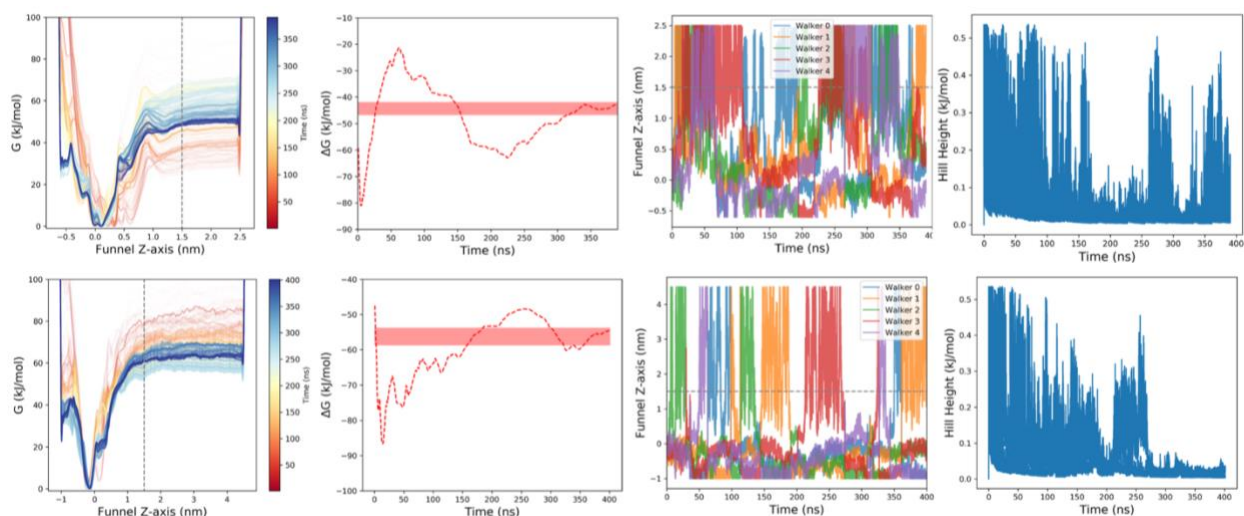 100
80
60
40
20
0
G (kJ/mol)
−0.5 0.0 0.5 1.0 1.5 2.0 2.5
Funnel Z-axis (nm)
350
300
250
200
150
100
50
Time (ns)
−10
−20
−30
−40
−50
−60
−70
−80
−90
ΔG (kJ/mol)
0 50 100 150 200 250 300 350
Time (ns)
2.5
2.0
1.5
1.0
0.5
0.0
−0.5
Funnel Z-axis (nm)
Walker 0
Walker 1
Walker 2
Walker 3
Walker 4
0 50 100 150 200 250 300 350 400
Time (ns)
0.5
0.4
0.3
0.2
0.1
0.0
Hill Height (kJ/mol)
0 50 100 150 200 250 300 350 400
Time (ns)
100
80
60
40
20
0
G (kJ/mol)
−1 0 1 2 3 4
Funnel Z-axis (nm)
400
350
300
250
200
150
100
50
Time (ns)
−40
−50
−60
−70
−80
−90
−100
ΔG (kJ/mol)
0 50 100 150 200 250 300 350 400
Time (ns)
4
3
2
1
0
−1
Funnel Z-axis (nm)
Walker 0
Walker 1
Walker 2
Walker 3
Walker 4
0 50 100 150 200 250 300 350 400
Time (ns)
0.5
0.4
0.3
0.2
0.1
0.0
Hill Height (kJ/mol)
0 50 100 150 200 250 300 350 400
Time (ns)